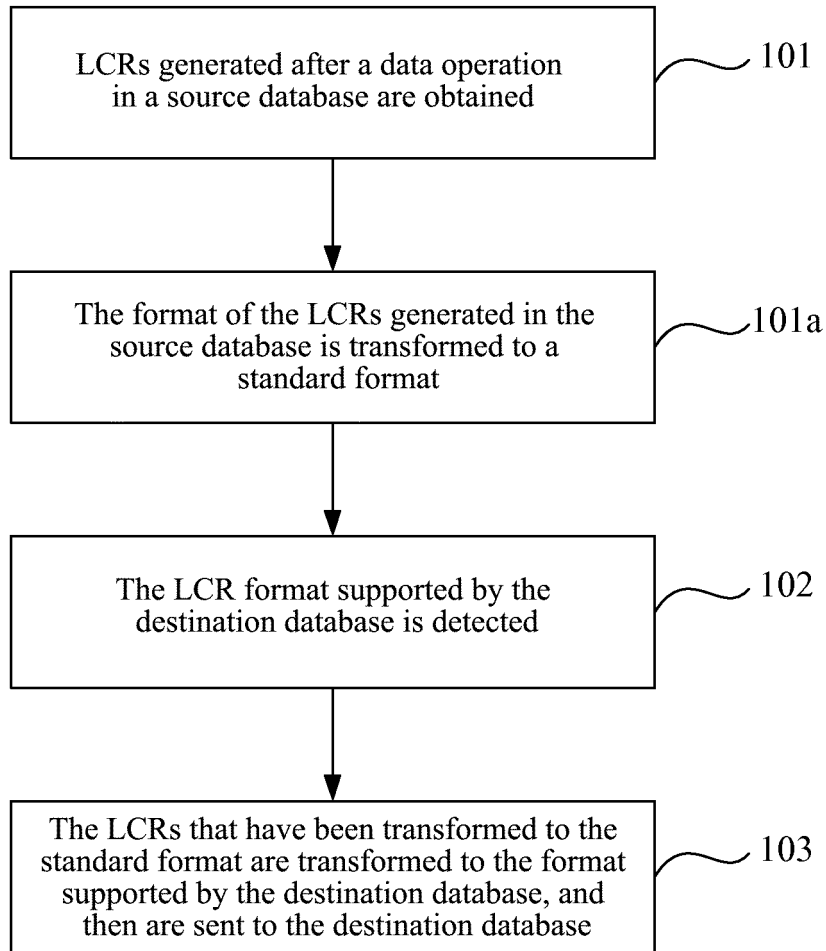 LCRs generated after a data operation
in a source database are obtained
101
The format of the LCRs generated in the
source database is transformed to a
standard format
101a
The LCR format supported by the
destination database is detected
102
The LCRs that have been transformed to the
standard format are transformed to the format
supported by the destination database, and
then are sent to the destination database
103